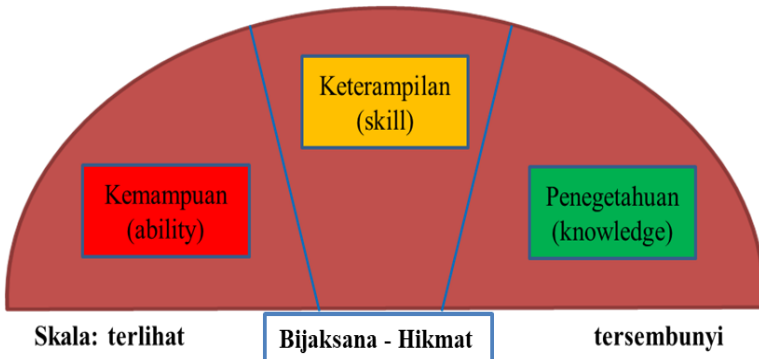 Keterampilan
(skill)
Kemampuan
(ability)
Penegetahuan
(knowledge)
Skala: terlihat
Bijaksana - Hikmat
tersembunyi